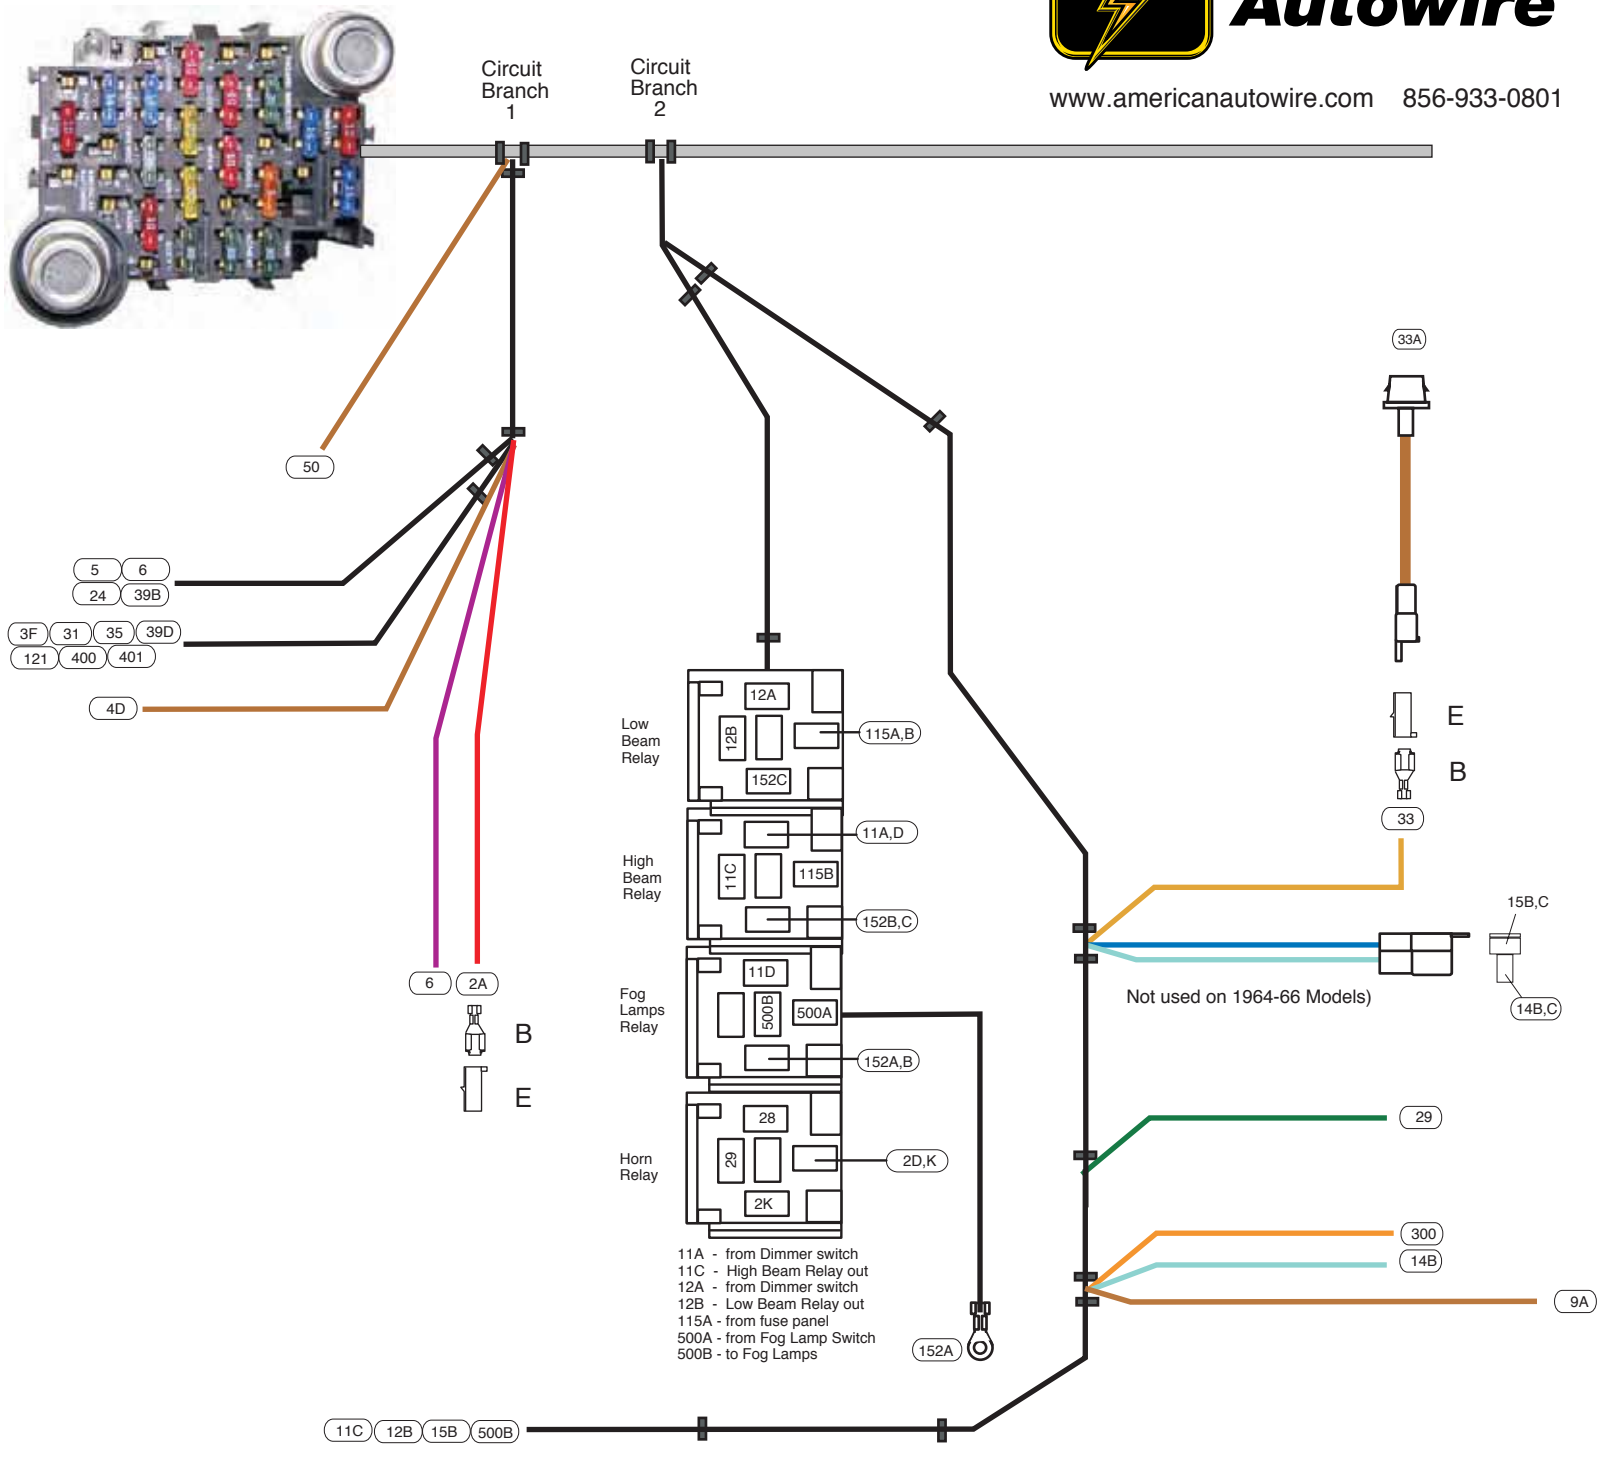 Autowire
www.americanautowire.com 856-933-0801
Circuit
Branch
1
Circuit
Branch
2
33A
50
5 6
24 39B
3F 31 35 39D
121 400 401
4D
Low
Beam
Relay
12A
12B
152C
115A,B
E
B
33
High
Beam
Relay
11C
115B
11A,D
152B,C
15B,C
14B,C
Not used on 1964-66 Models)
6 2A
B
E
Fog
Lamps
Relay
11D
500B
500A
152A,B
Horn
Relay
28
29
2K
2D,K
29
300
14B
9A
11A - from Dimmer switch
11C - High Beam Relay out
12A - from Dimmer switch
12B - Low Beam Relay out
115A - from fuse panel
500A - from Fog Lamp Switch
500B - to Fog Lamps
152A
11C 12B 15B 500B